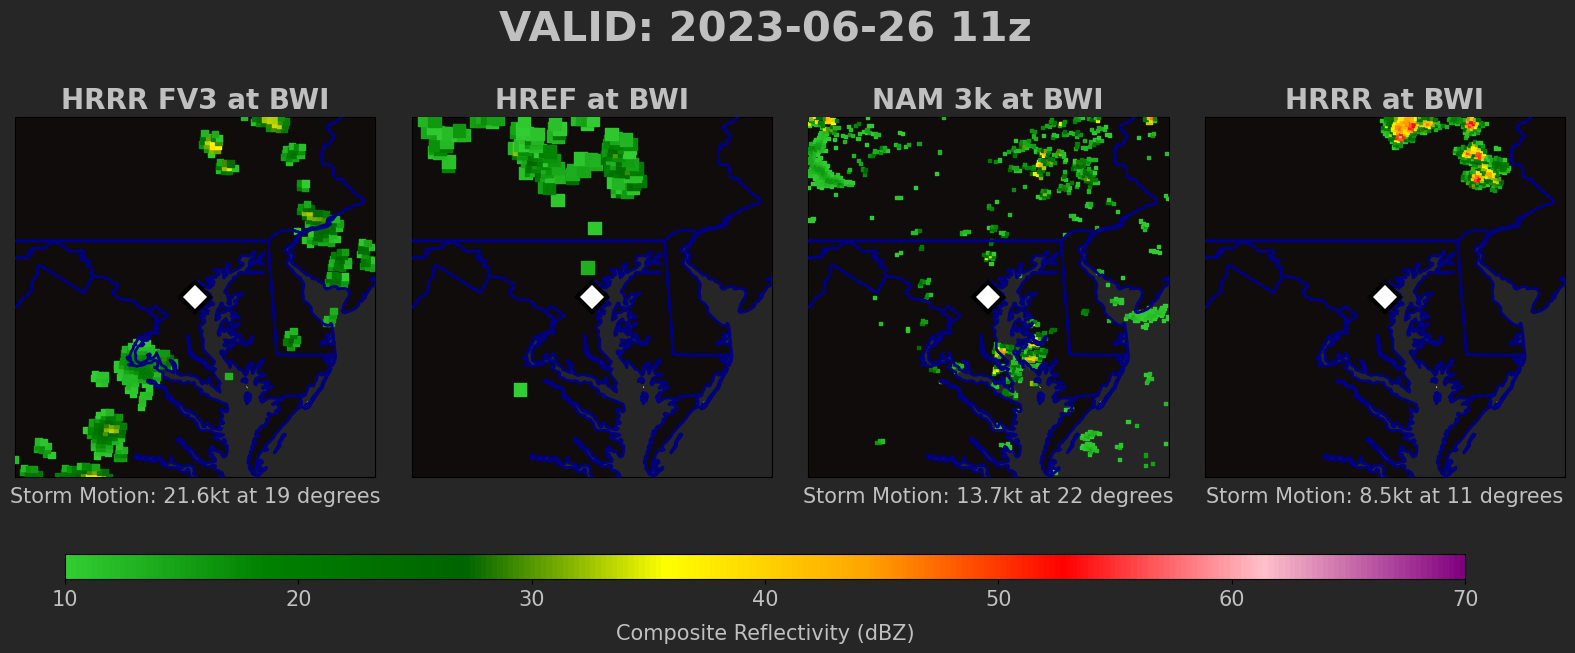 VALID: 2023-06-26 11z
HRRR FV3 at BWI
HREF at BWI
NAM 3k at BWI
HRRR at BWI
Storm Motion: 21.6kt at 19 degrees
Storm Motion: 13.7kt at 22 degrees
Storm Motion: 8.5kt at 11 degrees
10 20 30 40 50 60 70
Composite Reflectivity (dBZ)